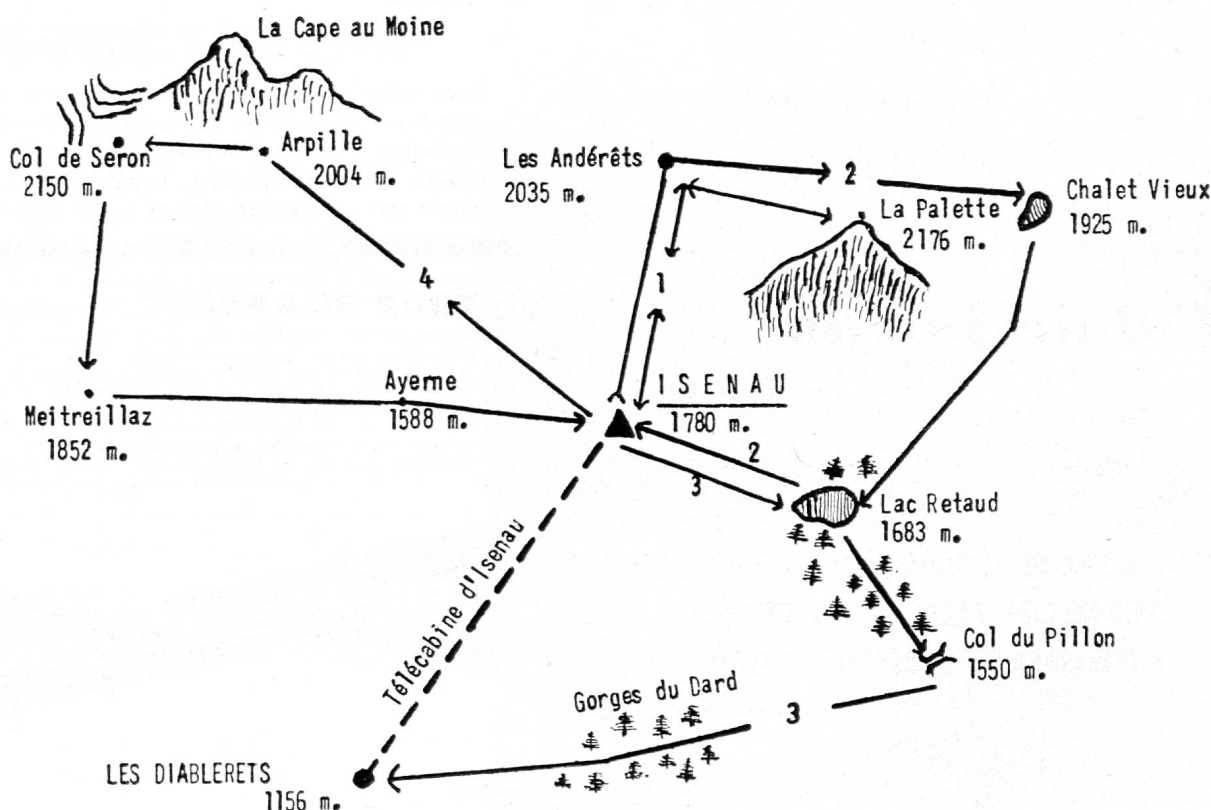 La Cape au Moine
Col de Seron
2150 m.
Arpille
2004 m.
Les Andérêts
2035 m.
2
Chalet Vieux
1925 m.
La Palette
2176 m.
4
1
Meitreillaz
1852 m.
Ayerne
1588 m.
ISENAU
1780 m.
2
3
Lac Retaud
1683 m.
Télécabine d'Isenau
Col du Pillon
1550 m.
Gorges du Dard
3
LES DIABLERETS
1156 m.